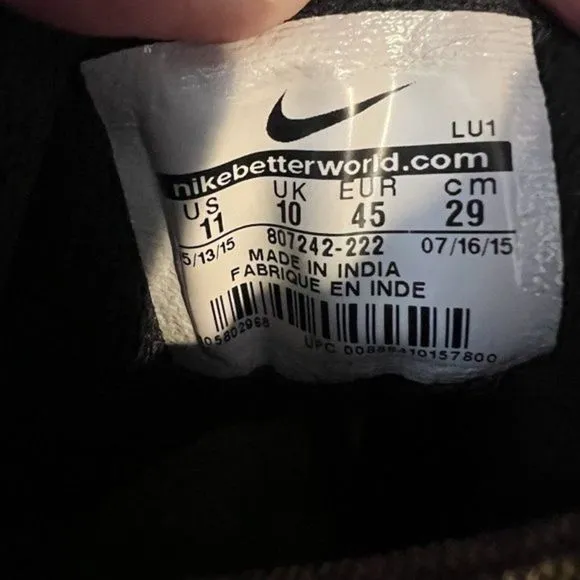 LU1
nikebetterworld.com
US UK EUR cm
11 10 45 29
5/13/15 807242-222 07/16/15
MADE IN INDIA
FABRIQUE EN INDE
05802968 UPC 00888410157800